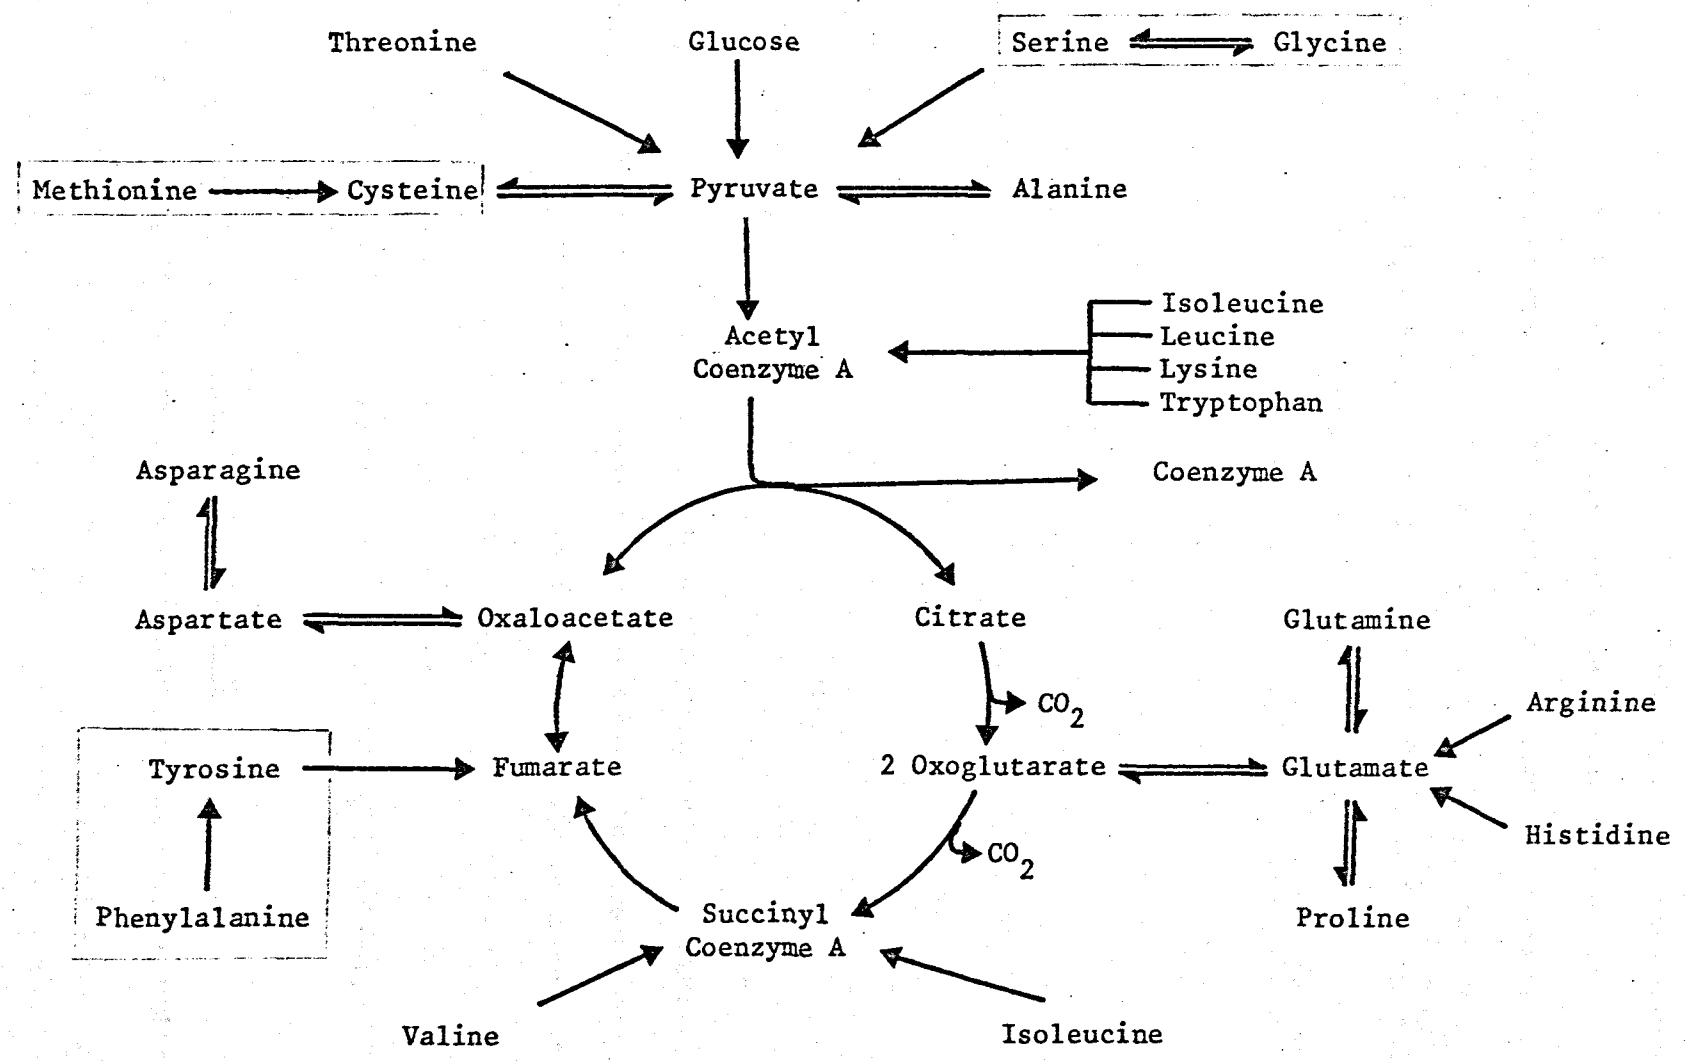 Threonine
Glucose
Serine
Glycine
Methionine
Cysteine
Pyruvate
Alanine
Acetyl
Coenzyme A
Isoleucine
Leucine
Lysine
Tryptophan
Asparagine
Coenzyme A
Aspartate
Oxaloacetate
Citrate
Glutamine
CO2
Arginine
Tyrosine
Fumarate
2 Oxoglutarate
Glutamate
CO2
Histidine
Phenylalanine
Succinyl
Coenzyme A
Proline
Valine
Isoleucine